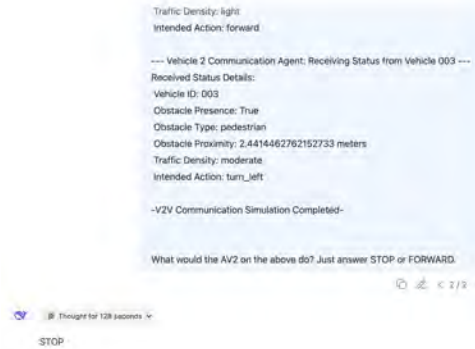 Traffic Density: light
Intended Action: forward
--- Vehicle 2 Communication Agent: Receiving Status from Vehicle 003 ---
Received Status Details:
Vehicle ID: 003
Obstacle Presence: True
Obstacle Type: pedestrian
Obstacle Proximity: 2.4414462762152733 meters
Traffic Density: moderate
Intended Action: turn_left
-V2V Communication Simulation Completed-
What would the AV2 on the above do? Just answer STOP or FORWARD.
< 2/2
Thought for 128 seconds
STOP